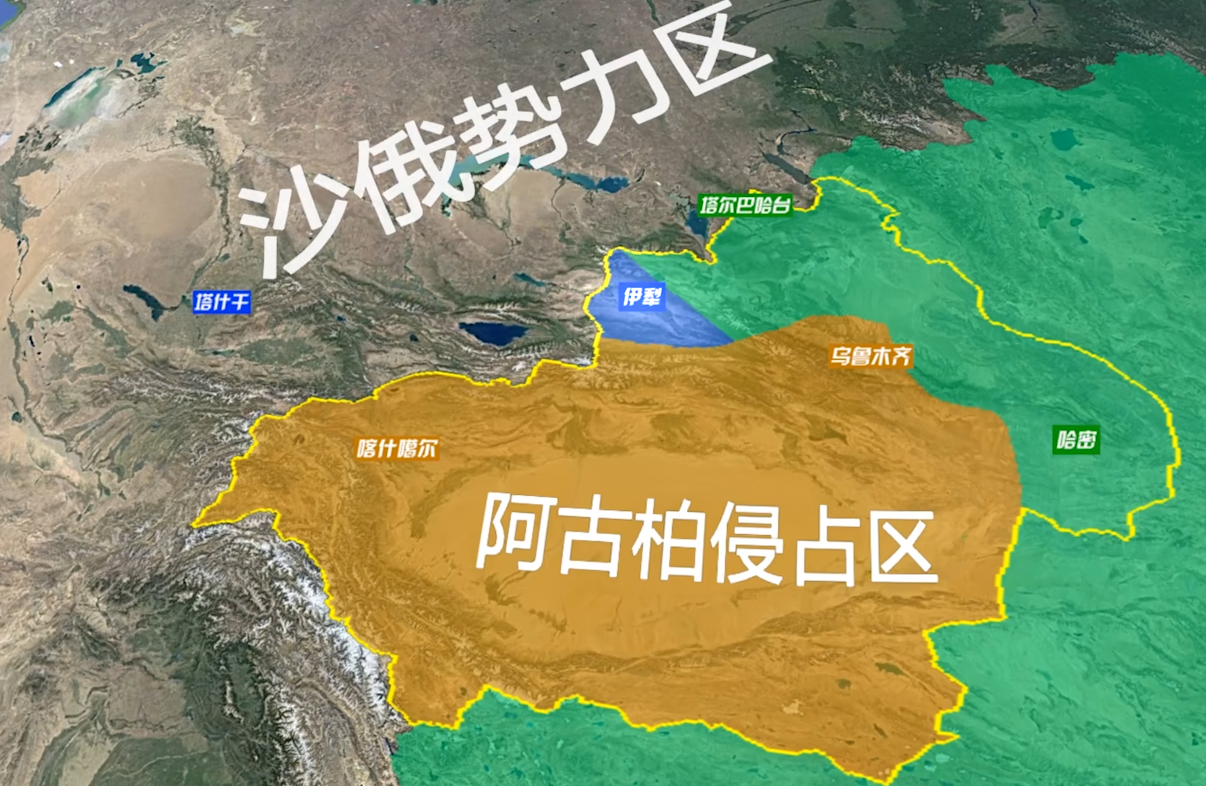 沙俄势力区
塔尔巴哈台
伊犁
塔什干
乌鲁木齐
哈密
喀什噶尔
阿古柏侵占区